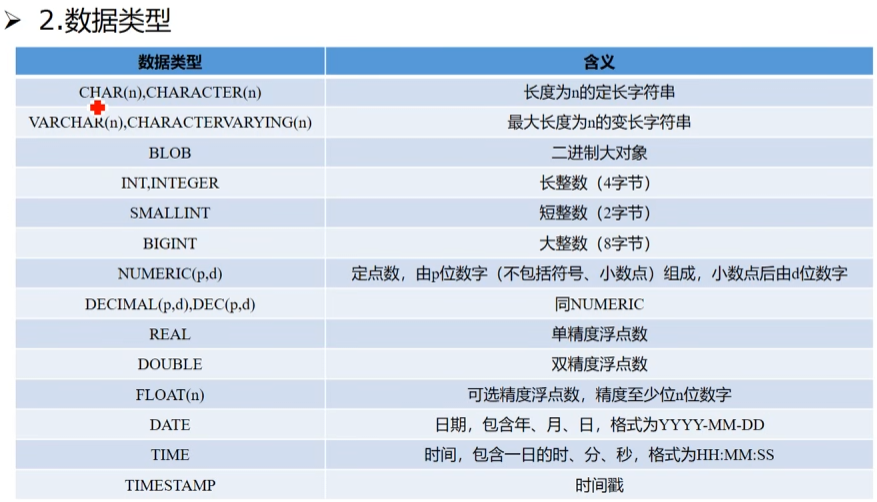 ➢ 2.数据类型
数据类型 含义
CHAR(n),CHARACTER(n) 长度为n的定长字符串
VARCHAR(n),CHARACTERVARYING(n) 最大长度为n的变长字符串
BLOB 二进制大对象
INT,INTEGER 长整数（4字节）
SMALLINT 短整数（2字节）
BIGINT 大整数（8字节）
NUMERIC(p,d) 定点数，由p位数字（不包括符号、小数点）组成，小数点后由d位数字
DECIMAL(p,d),DEC(p,d) 同NUMERIC
REAL 单精度浮点数
DOUBLE 双精度浮点数
FLOAT(n) 可选精度浮点数，精度至少位n位数字
DATE 日期，包含年、月、日，格式为YYYY-MM-DD
TIME 时间，包含一日的时、分、秒，格式为HH:MM:SS
TIMESTAMP 时间戳